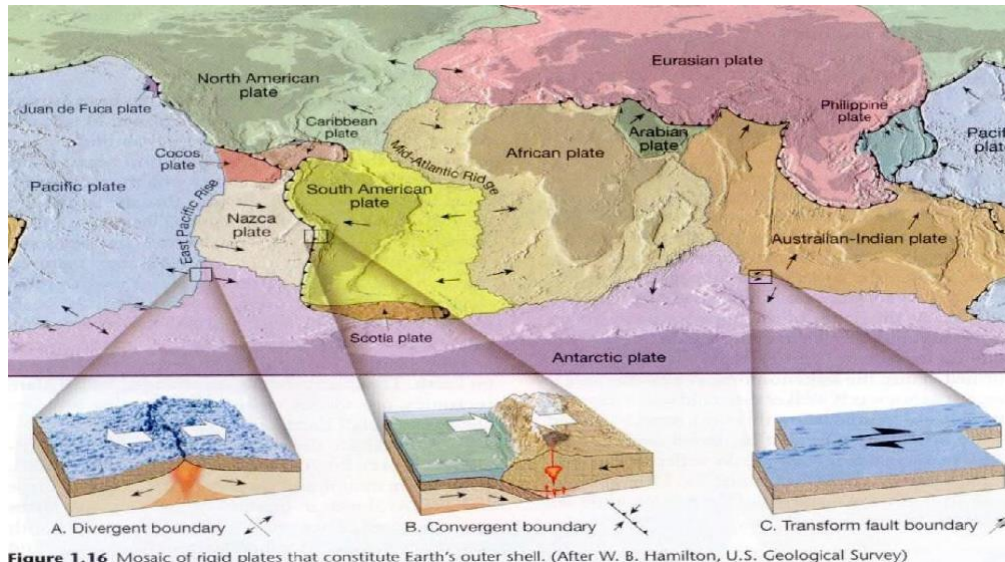 North American
plate
Eurasian plate
Juan de Fuca plate
Caribbean
plate
Philippine
plate
Arabian
plate
Pacific
plate
Cocos
plate
Mid-Atlantic Ridge
African plate
Pacific plate
East Pacific Rise
South American
plate
Nazca
plate
Australian-Indian plate
Scotia plate
Antarctic plate
A. Divergent boundary
B. Convergent boundary
C. Transform fault boundary
Figure 1.16 Mosaic of rigid plates that constitute Earth's outer shell. (After W. B. Hamilton, U.S. Geological Survey)